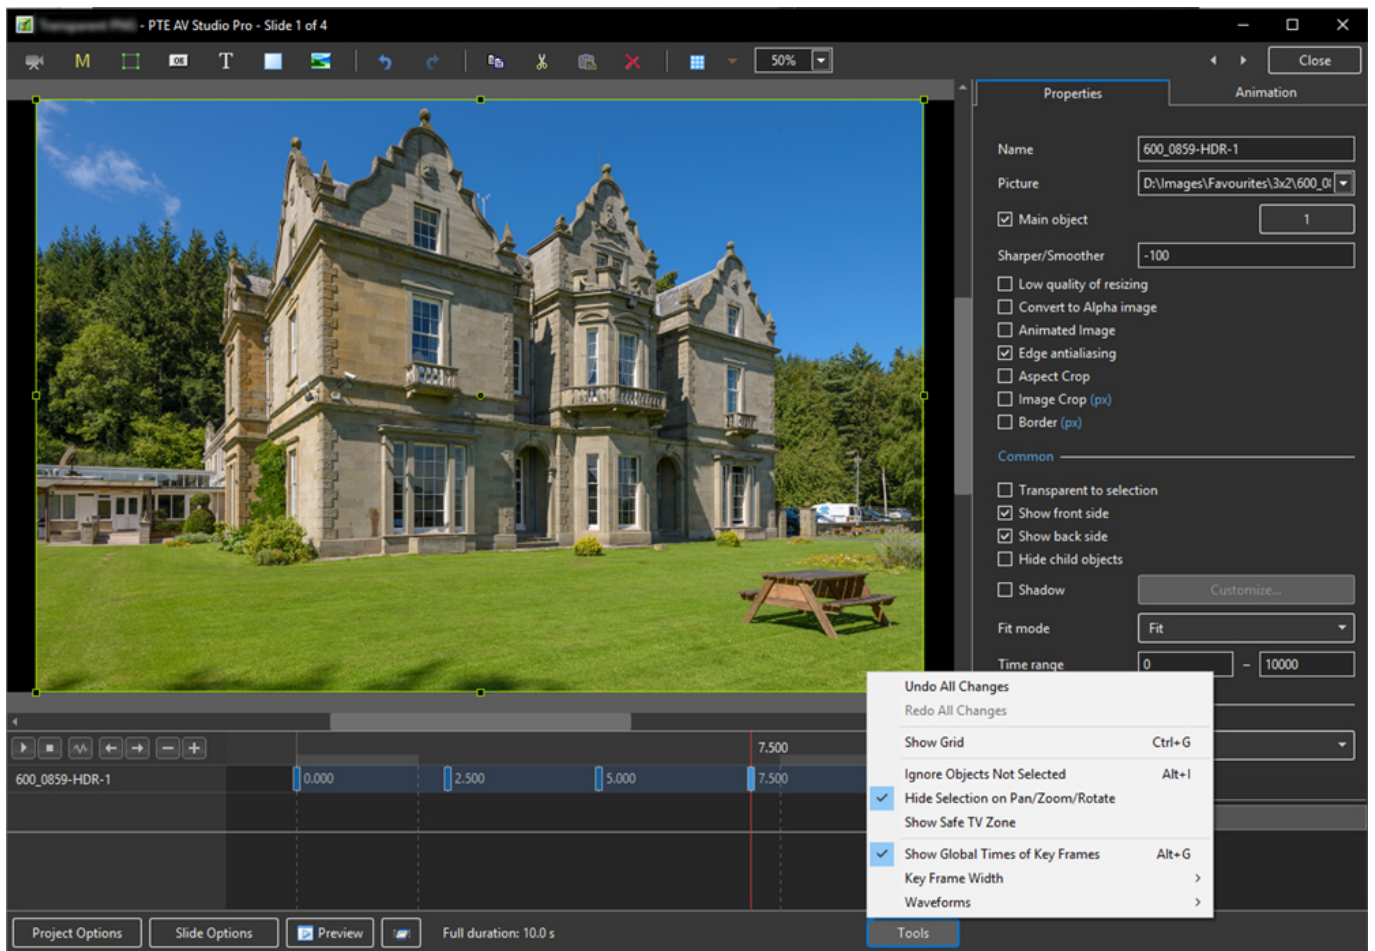 - PTE AV Studio Pro - Slide 1 of 4
M
OK
T
50%
Close
Properties
Animation
Name
600_0859-HDR-1
Picture
D:\Images\Favourites\3x2\600_0
Main object
1
Sharper/Smoother
-100
Low quality of resizing
Convert to Alpha image
Animated Image
Edge antialiasing
Aspect Crop
Image Crop (px)
Border (px)
Common
Transparent to selection
Show front side
Show back side
Hide child objects
Shadow
Customize...
Fit mode
Fit
Time range
0
–
10000
Undo All Changes
Redo All Changes
Show Grid Ctrl+G
Ignore Objects Not Selected Alt+I
Hide Selection on Pan/Zoom/Rotate
Show Safe TV Zone
Show Global Times of Key Frames Alt+G
Key Frame Width
Waveforms
7.500
600_0859-HDR-1
0.000
2.500
5.000
7.500
Project Options
Slide Options
Preview
Full duration: 10.0 s
Tools